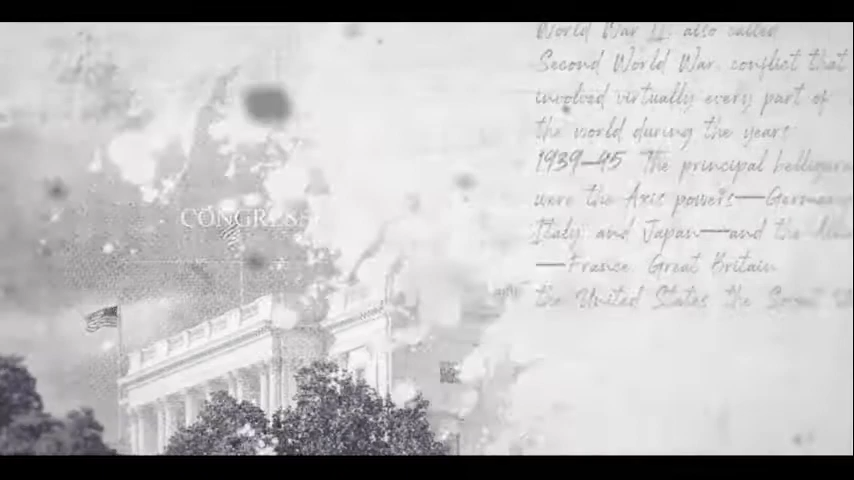 World War II, also called
Second World War, conflict that
involved virtually every part of
the world during the years
1939–45. The principal
were the Axis powers—Germany
Italy, and Japan—and the
—France, Great Britain
the United States, the Soviet
CONGRESS